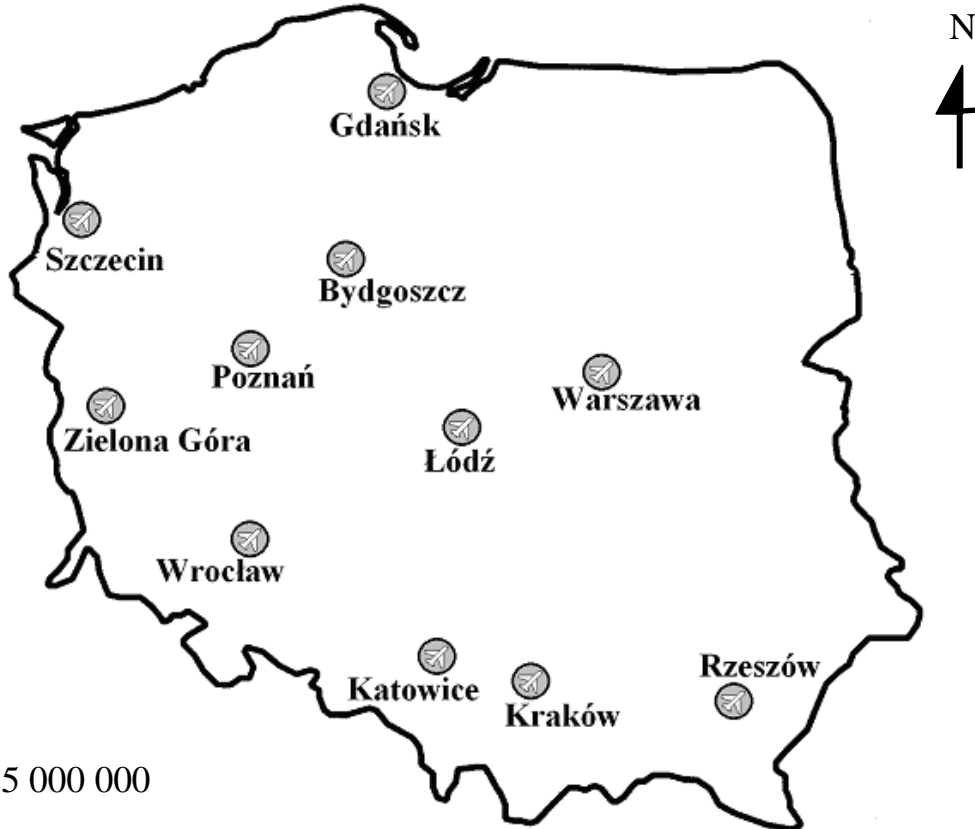 N
Gdańsk
Szczecin
Bydgoszcz
Poznań
Warszawa
Zielona Góra
Łódź
Wrocław
Rzeszów
Katowice
Kraków
5 000 000